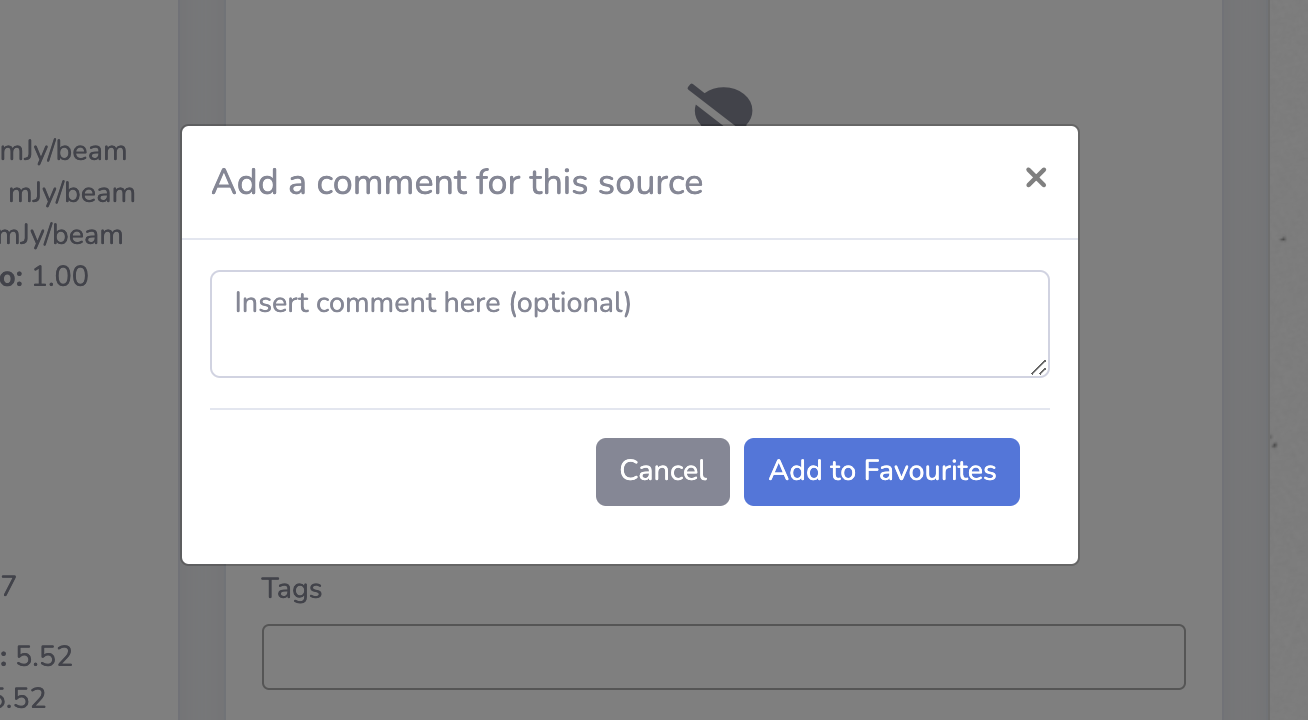 mJy/beam
mJy/beam
mJy/beam
o: 1.00
Add a comment for this source
Insert comment here (optional)
Cancel Add to Favourites
Tags
7
: 5.52
5.52